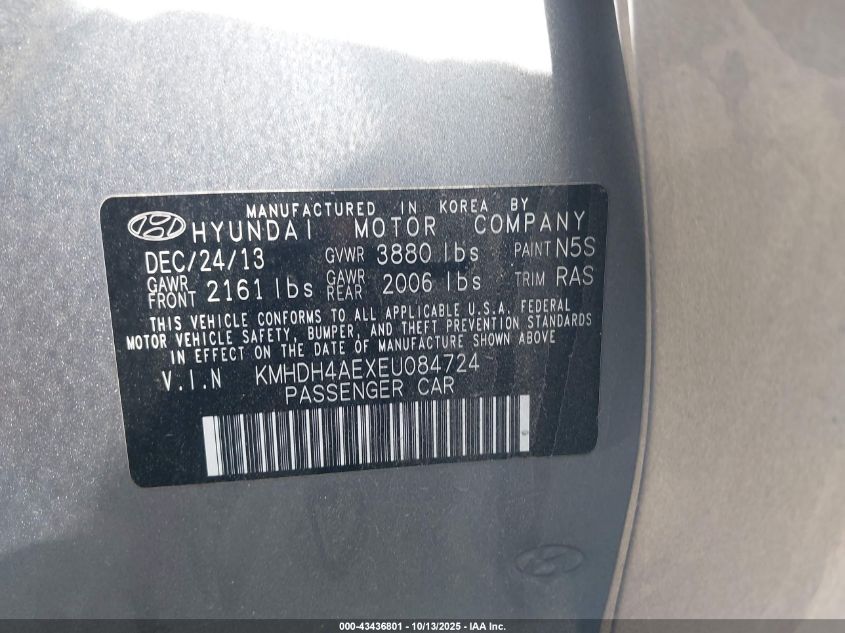 MANUFACTURED IN KOREA BY
HYUNDAI MOTOR COMPANY
DEC/24/13 GVWR 3880 lbs PAINT N5S
GAWR FRONT 2161 lbs GAWR REAR 2006 lbs TRIM RAS
THIS VEHICLE CONFORMS TO ALL APPLICABLE U.S.A. FEDERAL
MOTOR VEHICLE SAFETY, BUMPER, AND THEFT PREVENTION STANDARDS
IN EFFECT ON THE DATE OF MANUFACTURE SHOWN ABOVE
V.I.N KMHDH4AEXEU084724
PASSENGER CAR
000-43436801 - 10/13/2025 - IAA Inc.